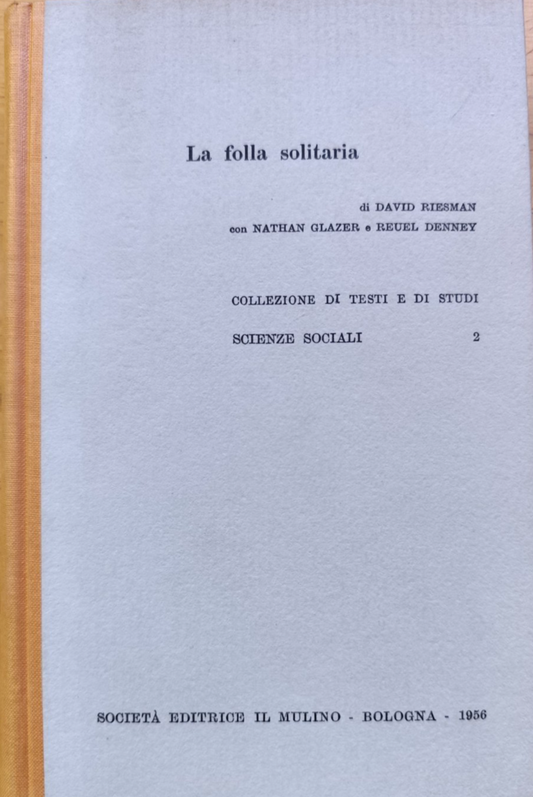 La folla solitaria
di DAVID RIESMAN
con NATHAN GLAZER e REUEL DENNEY
COLLEZIONE DI TESTI E DI STUDI
SCIENZE SOCIALI 2
SOCIETÀ EDITRICE IL MULINO - BOLOGNA - 1956